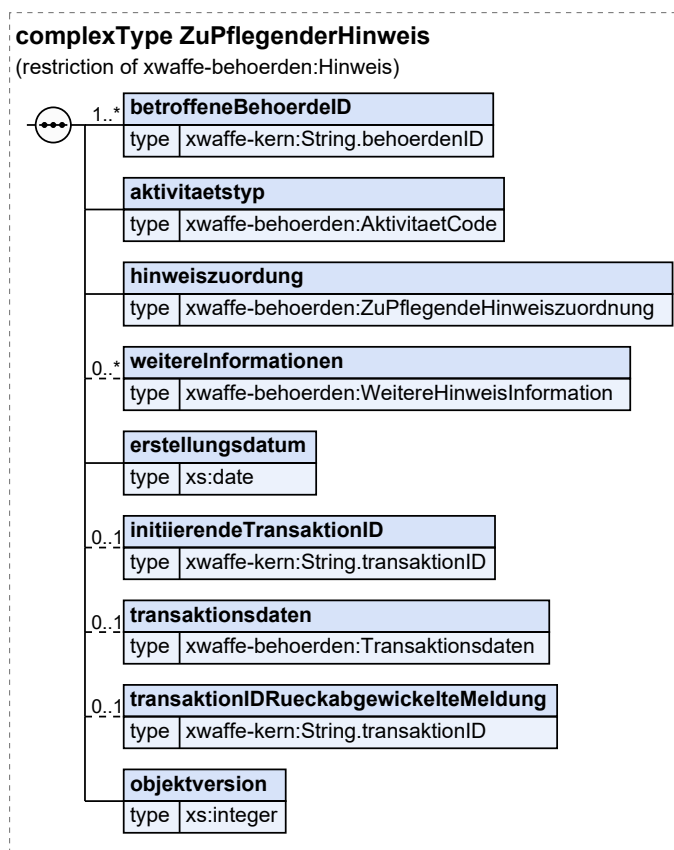 complexType ZuPflegenderHinweis
(restriction of xwaffe-behoerden:Hinweis)
1..* betroffeneBehoerdeID
type xwaffe-kern:String.behoerdenID
aktivitaetstyp
type xwaffe-behoerden:AktivitaetCode
hinweiszuordung
type xwaffe-behoerden:ZuPflegendeHinweiszuordnung
0..* weitereInformationen
type xwaffe-behoerden:WeitereHinweisInformation
erstellungsdatum
type xs:date
0..1 initiierendeTransaktionID
type xwaffe-kern:String.transaktionID
0..1 transaktionsdaten
type xwaffe-behoerden:Transaktionsdaten
0..1 transaktionIDRueckabgewickelteMeldung
type xwaffe-kern:String.transaktionID
objektversion
type xs:integer